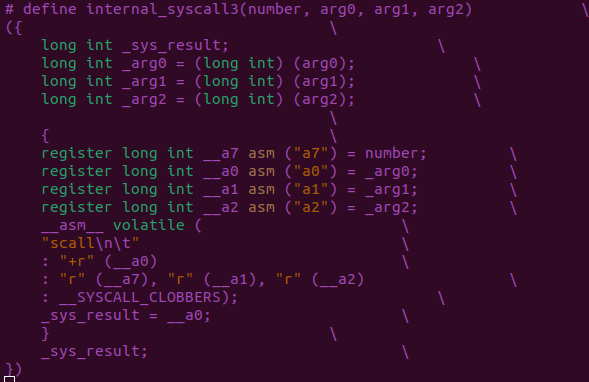 # define internal_syscall3(number, arg0, arg1, arg2) \
({ \
long int _sys_result; \
long int _arg0 = (long int) (arg0); \
long int _arg1 = (long int) (arg1); \
long int _arg2 = (long int) (arg2); \
\
{ \
register long int __a7 asm ("a7") = number; \
register long int __a0 asm ("a0") = _arg0; \
register long int __a1 asm ("a1") = _arg1; \
register long int __a2 asm ("a2") = _arg2; \
__asm__ volatile ( \
"scall\n\t" \
: "+r" (__a0) \
: "r" (__a7), "r" (__a1), "r" (__a2) \
: __SYSCALL_CLOBBERS); \
_sys_result = __a0; \
} \
_sys_result; \
})